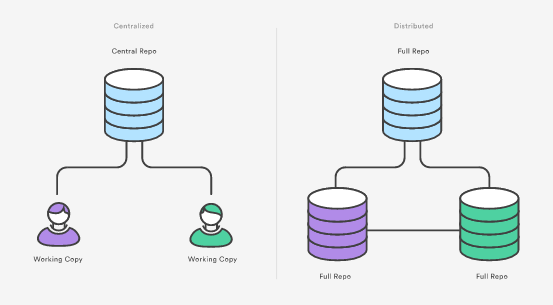 Centralized
Central Repo
Working Copy
Working Copy
Distributed
Full Repo
Full Repo
Full Repo